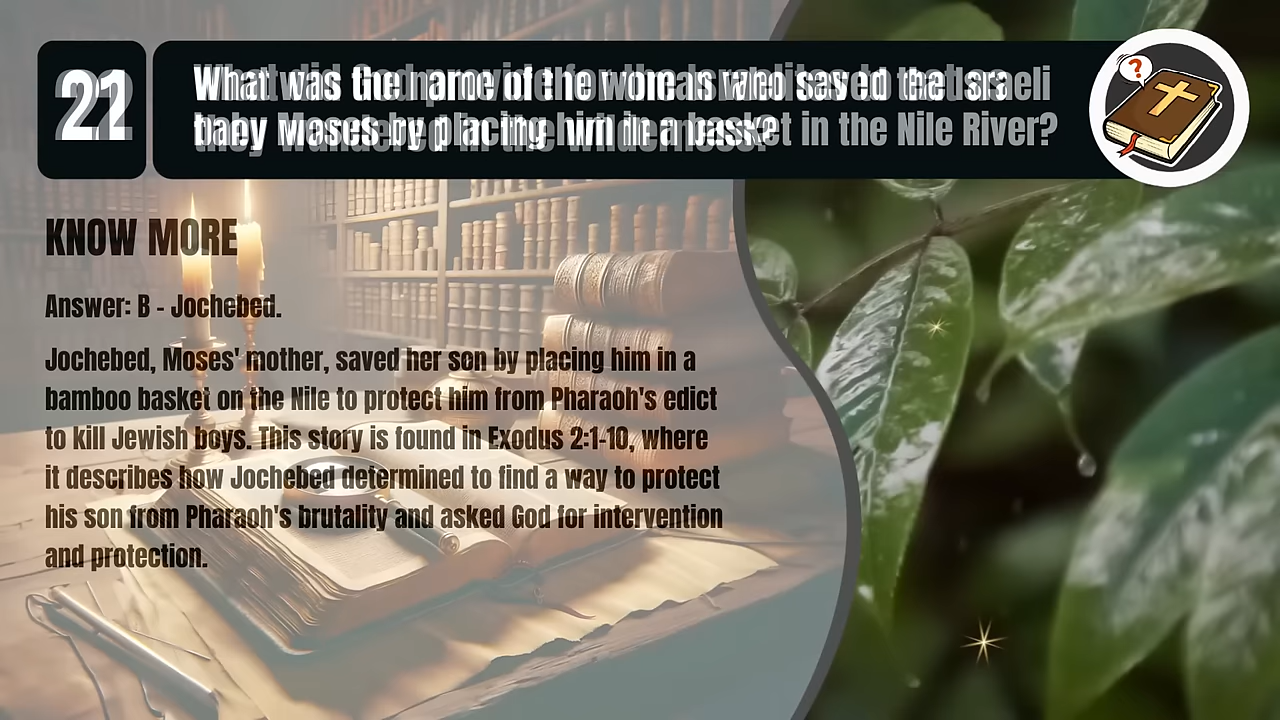 What was the name of the woman who saved the Israeli
baby Moses by placing him in a basket in the Nile River?
KNOW MORE
Answer: B - Jochebed.
Jochebed, Moses' mother, saved her son by placing him in a
bamboo basket on the Nile to protect him from Pharaoh's edict
to kill Jewish boys. This story is found in Exodus 2:1-10, where
it describes how Jochebed determined to find a way to protect
his son from Pharaoh's brutality and asked God for intervention
and protection.